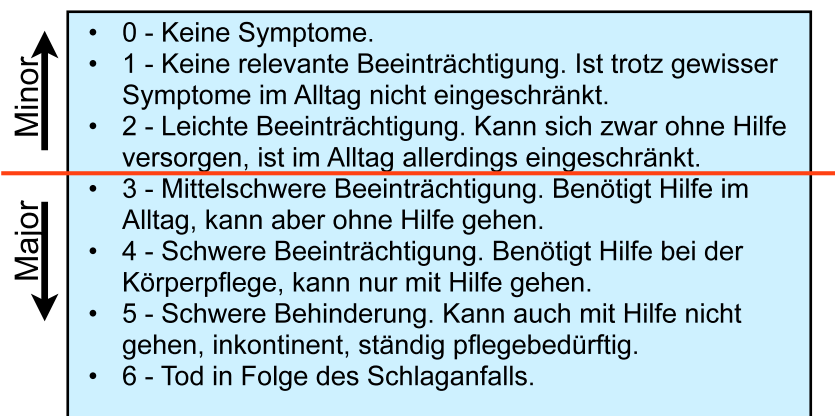 Minor
Major
• 0 - Keine Symptome.
• 1 - Keine relevante Beeinträchtigung. Ist trotz gewisser
Symptome im Alltag nicht eingeschränkt.
• 2 - Leichte Beeinträchtigung. Kann sich zwar ohne Hilfe
versorgen, ist im Alltag allerdings eingeschränkt.
• 3 - Mittelschwere Beeinträchtigung. Benötigt Hilfe im
Alltag, kann aber ohne Hilfe gehen.
• 4 - Schwere Beeinträchtigung. Benötigt Hilfe bei der
Körperpflege, kann nur mit Hilfe gehen.
• 5 - Schwere Behinderung. Kann auch mit Hilfe nicht
gehen, inkontinent, ständig pflegebedürftig.
• 6 - Tod in Folge des Schlaganfalls.